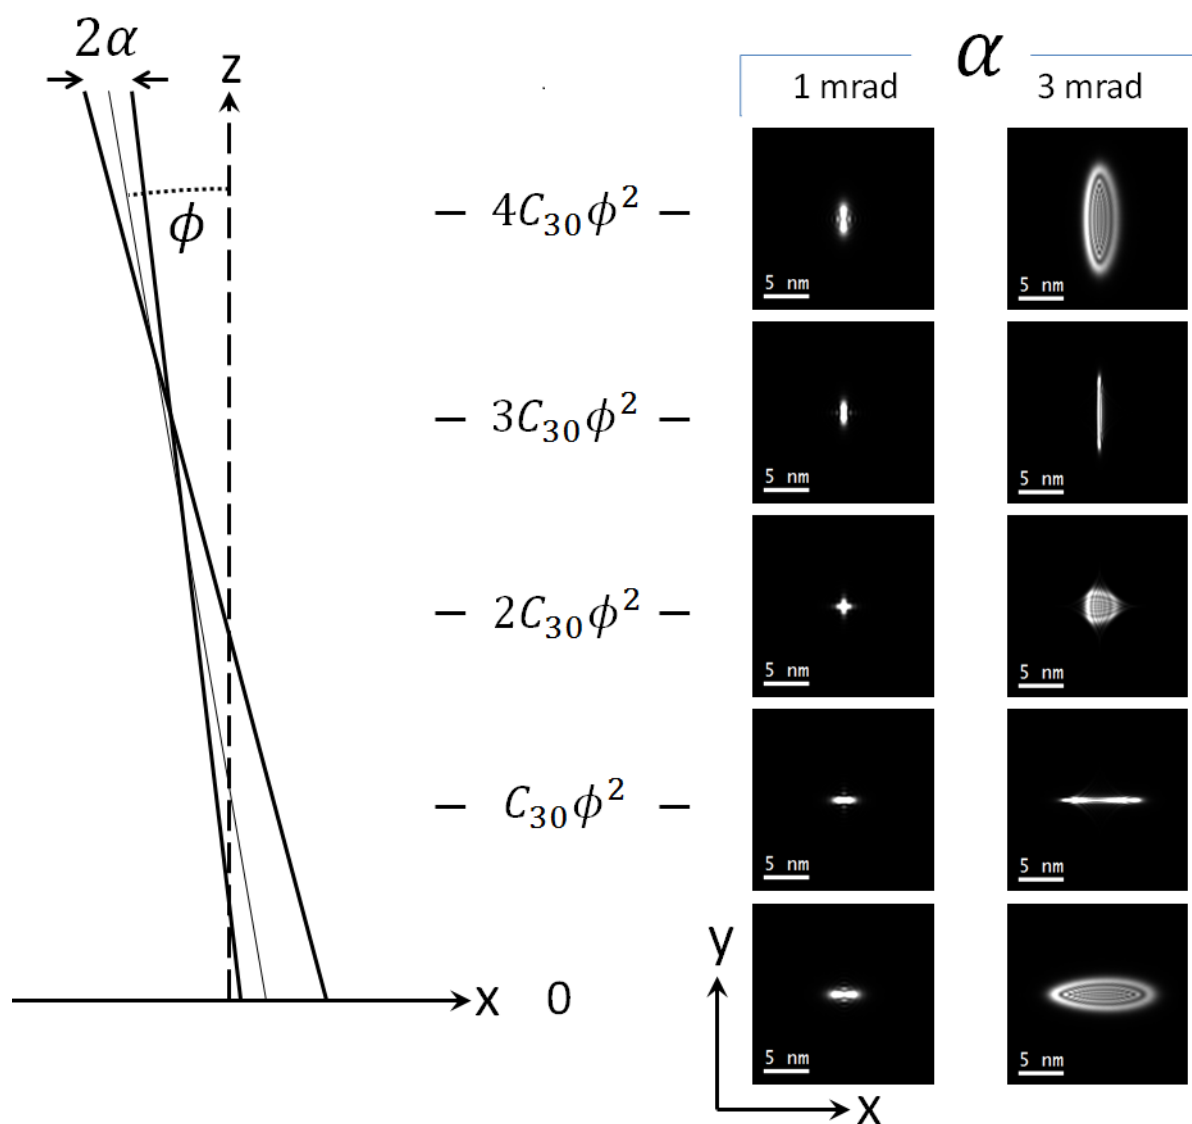 2α
z
ϕ
x
α
1 mrad 3 mrad
4C₃₀ϕ²
5 nm 5 nm
3C₃₀ϕ²
5 nm 5 nm
2C₃₀ϕ²
5 nm 5 nm
C₃₀ϕ²
5 nm 5 nm
0
5 nm 5 nm
y
x